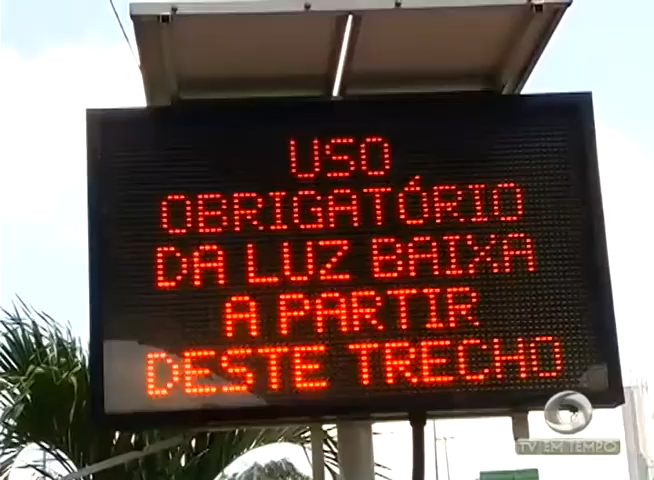 USO
OBRIGATÓRIO
DA LUZ BAIXA
A PARTIR
DESTE TRECHO
TV EM TEMPO